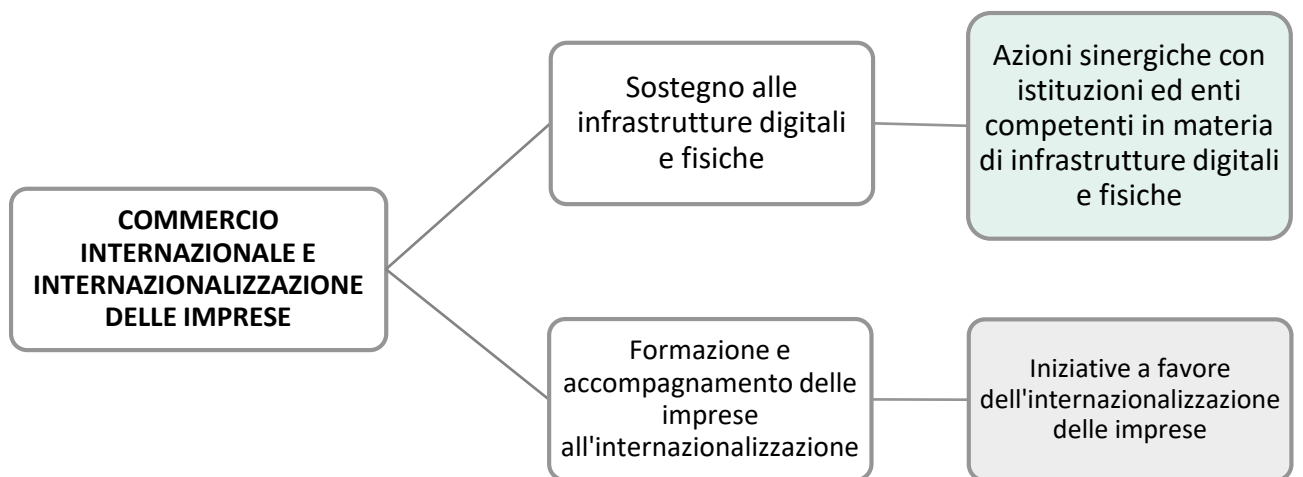 COMMERCIO
INTERNAZIONALE E
INTERNAZIONALIZZAZIONE
DELLE IMPRESE
Sostegno alle
infrastrutture digitali
e fisiche
Azioni sinergiche con
istituzioni ed enti
competenti in materia
di infrastrutture digitali
e fisiche
Formazione e
accompagnamento delle
imprese
all'internazionalizzazione
Iniziative a favore
dell'internazionalizzazione
delle imprese